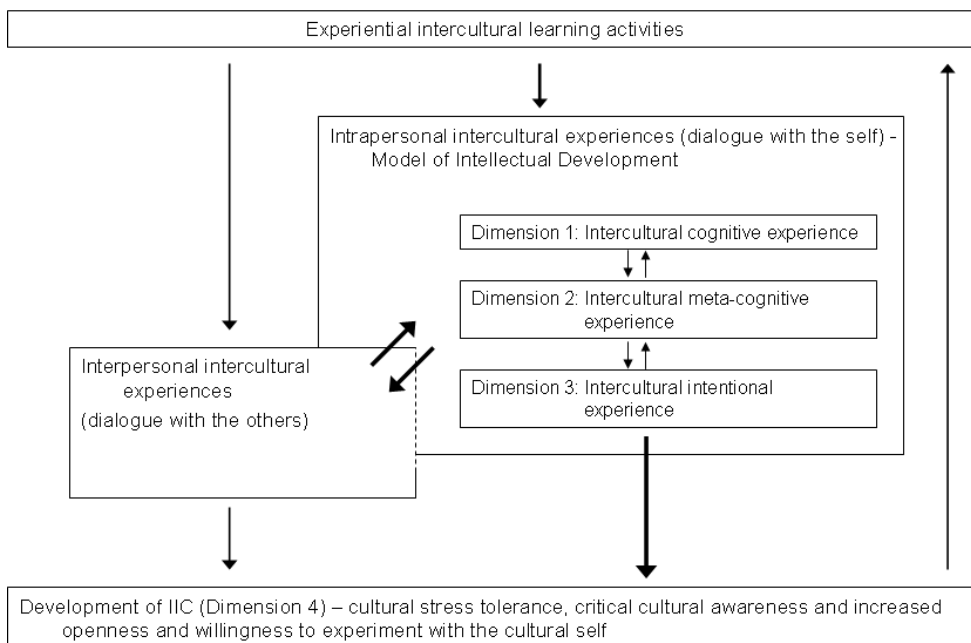 Experiential intercultural learning activities
Intrapersonal intercultural experiences (dialogue with the self) -
Model of Intellectual Development
Dimension 1: Intercultural cognitive experience
Dimension 2: Intercultural meta-cognitive
experience
Dimension 3: Intercultural intentional
experience
Interpersonal intercultural
experiences
(dialogue with the others)
Development of IIC (Dimension 4) – cultural stress tolerance, critical cultural awareness and increased
openness and willingness to experiment with the cultural self